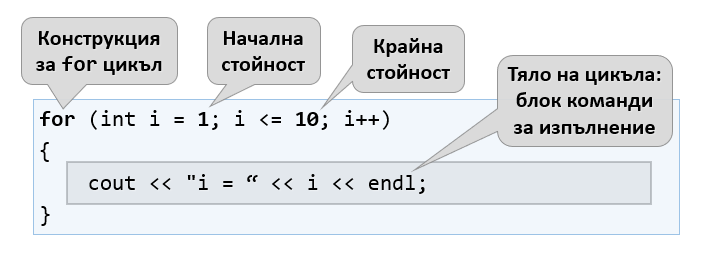 Конструкция
за for цикъл
Начална
стойност
Крайна
стойност
Тяло на цикъла:
блок команди
за изпълнение
for (int i = 1; i <= 10; i++)
{
cout << "i = “ << i << endl;
}